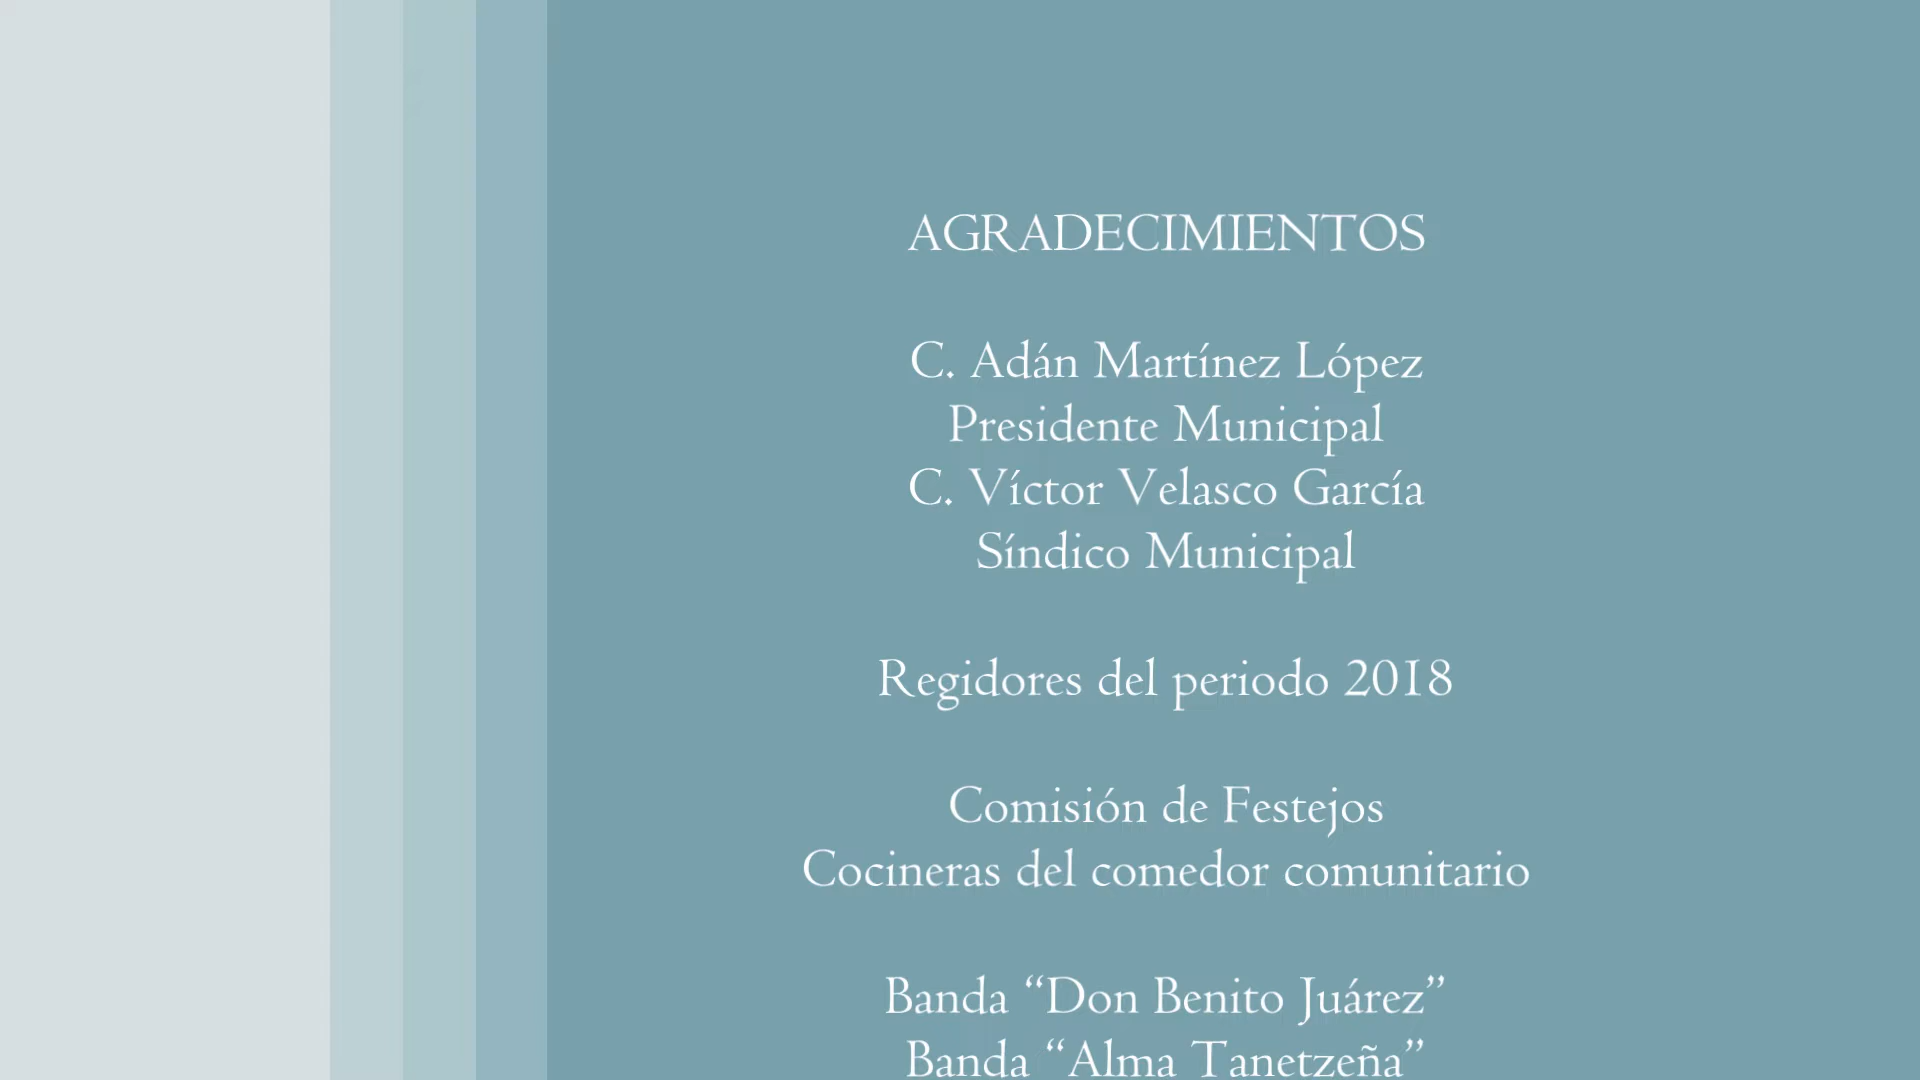 AGRADECIMIENTOS
C. Adán Martínez López
Presidente Municipal
C. Víctor Velasco García
Síndico Municipal
Regidores del periodo 2018
Comisión de Festejos
Cocineras del comedor comunitario
Banda “Don Benito Juárez”
Banda “Alma Tanetzeña”